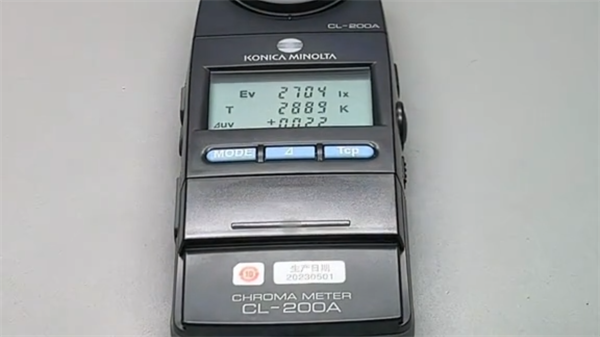 CL-200A
KONICA MINOLTA
Ev 2704 lx
T 2889 K
Δuv +0.022
MODE Δ Tcp
10
生产日期
20230501
CHROMA METER
CL-200A